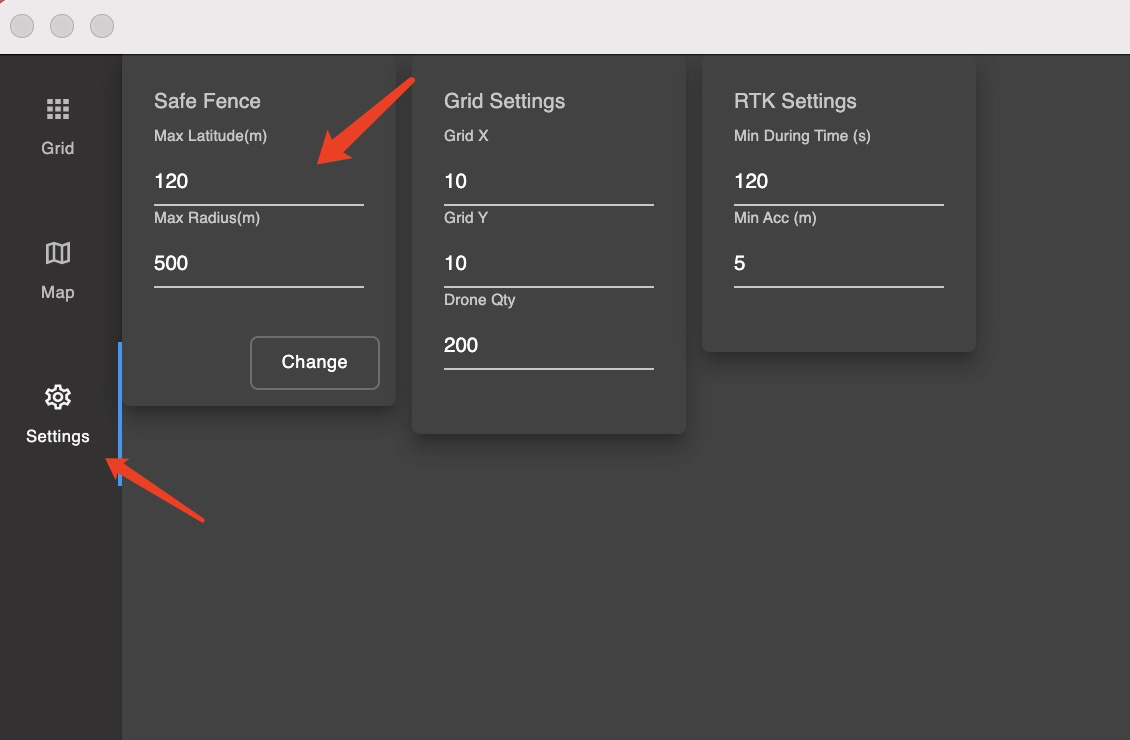 Grid
Map
Settings
Safe Fence
Max Latitude(m)
120
Max Radius(m)
500
Change
Grid Settings
Grid X
10
Grid Y
10
Drone Qty
200
RTK Settings
Min During Time (s)
120
Min Acc (m)
5